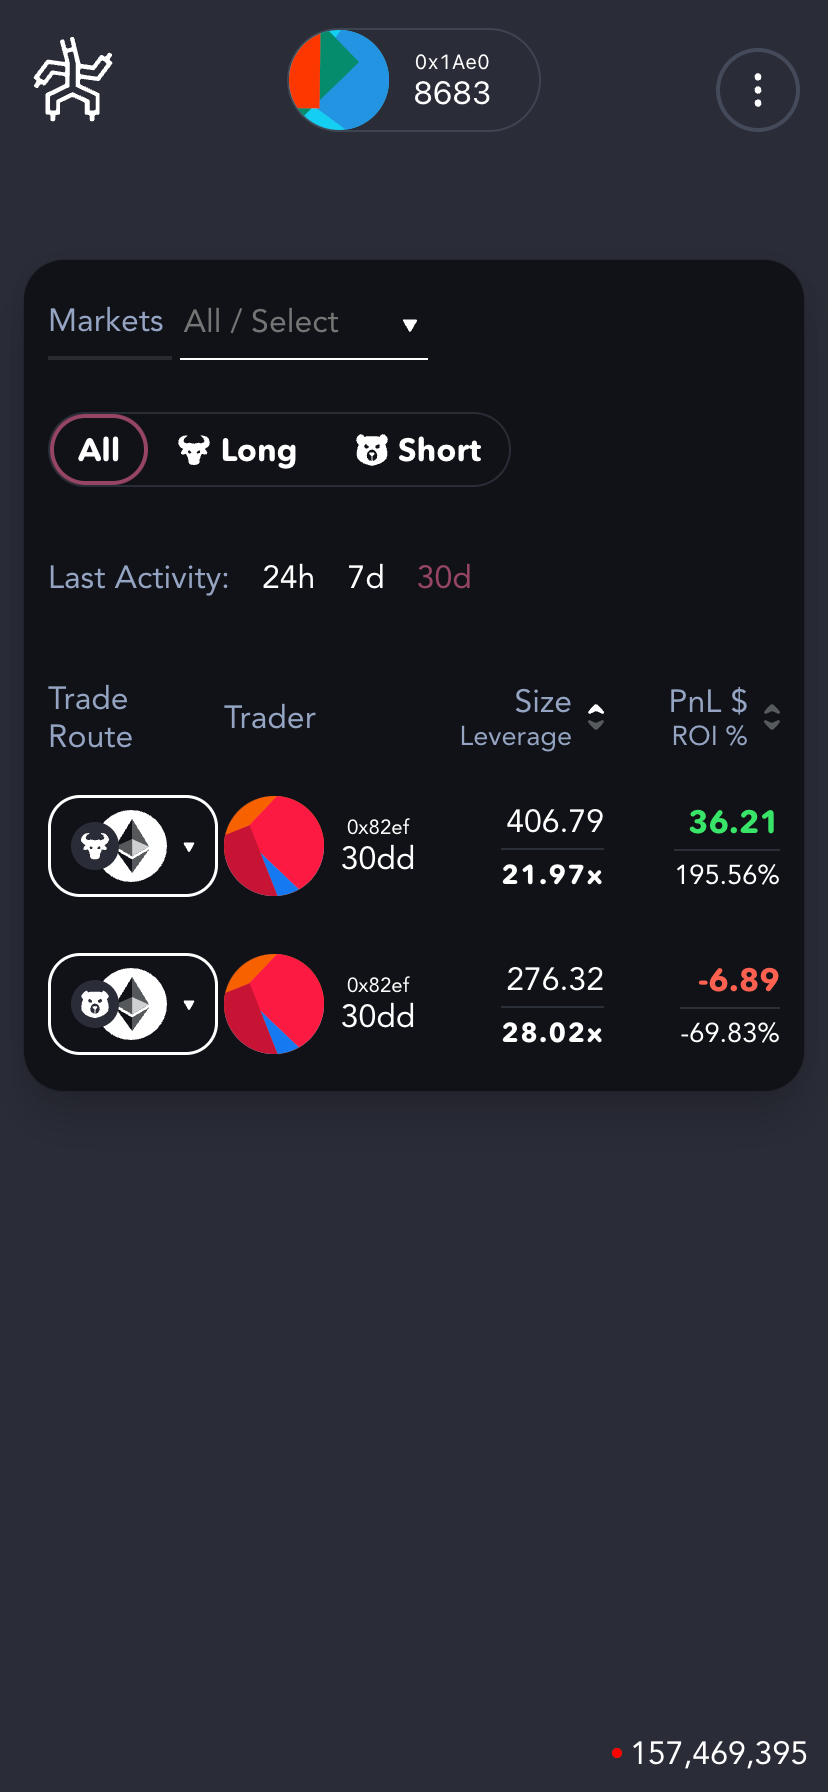 0x1Ae0
8683
Markets All / Select
All Long Short
Last Activity: 24h 7d 30d
Trade Route
Trader
Size
Leverage
PnL $
ROI %
0x82ef
30dd
406.79
21.97x
36.21
195.56%
0x82ef
30dd
276.32
28.02x
-6.89
-69.83%
157,469,395